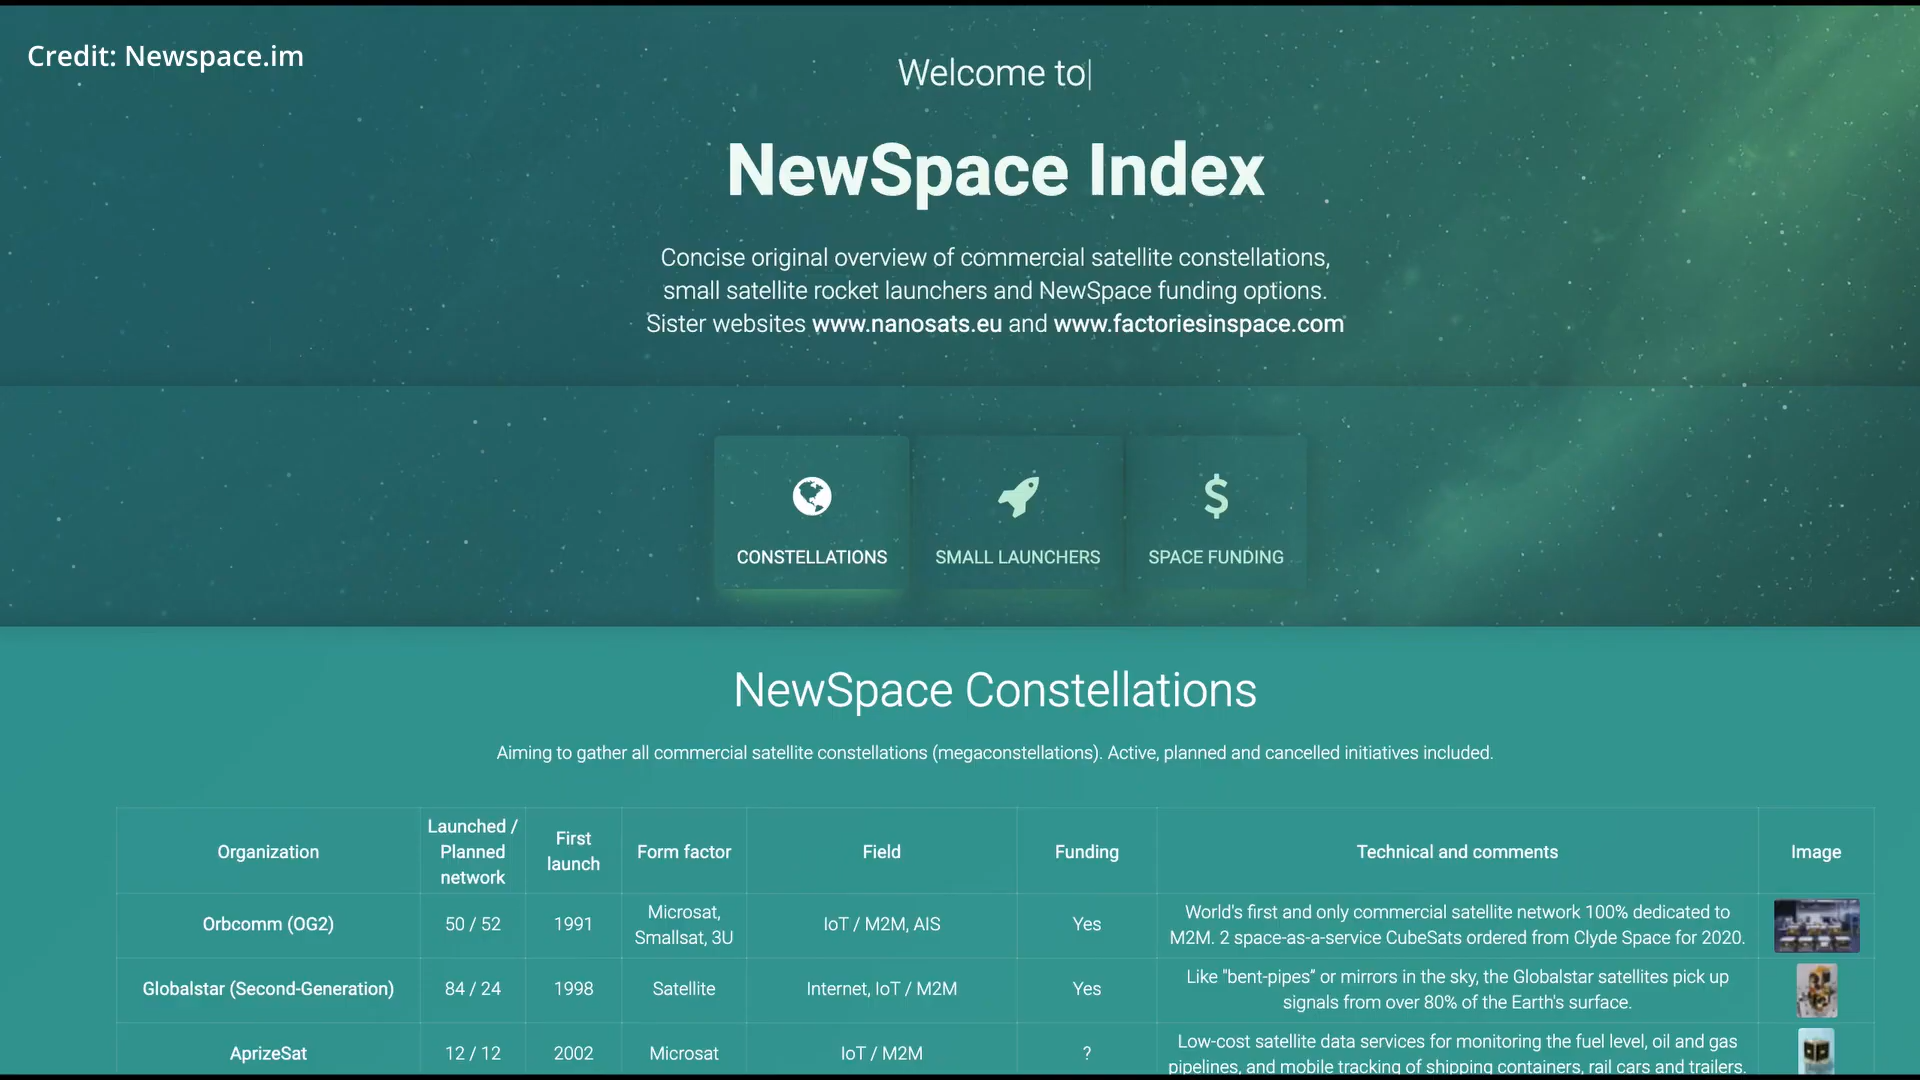 Credit: Newspace.im
Welcome to
NewSpace Index
Concise original overview of commercial satellite constellations,
small satellite rocket launchers and NewSpace funding options.
Sister websites www.nanosats.eu and www.factoriesinspace.com
CONSTELLATIONS
SMALL LAUNCHERS
SPACE FUNDING
NewSpace Constellations
Aiming to gather all commercial satellite constellations (megaconstellations). Active, planned and cancelled initiatives included.
Organization
Launched /
Planned
network
First
launch
Form factor
Field
Funding
Technical and comments
Image
Orbcomm (OG2)
50 / 52
1991
Microsat,
Smallsat, 3U
IoT / M2M, AIS
Yes
World's first and only commercial satellite network 100% dedicated to
M2M. 2 space-as-a-service CubeSats ordered from Clyde Space for 2020.
Globalstar (Second-Generation)
84 / 24
1998
Satellite
Internet, IoT / M2M
Yes
Like "bent-pipes” or mirrors in the sky, the Globalstar satellites pick up
signals from over 80% of the Earth's surface.
AprizeSat
12 / 12
2002
Microsat
IoT / M2M
?
Low-cost satellite data services for monitoring the fuel level, oil and gas
pipelines, and mobile tracking of shipping containers, rail cars and trailers.